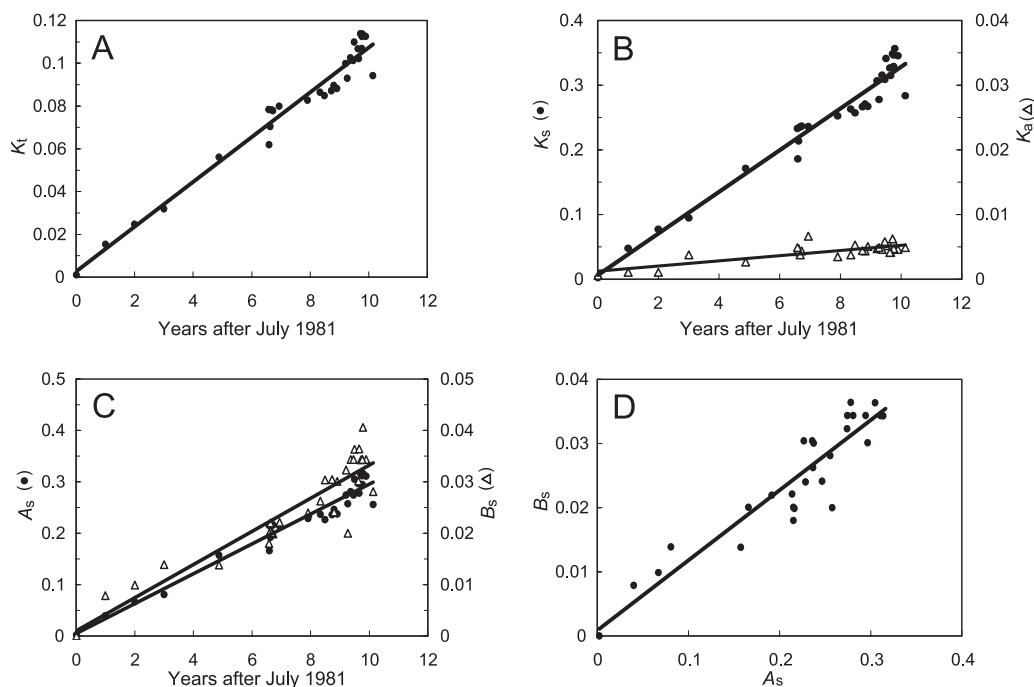 A
0.12
0.1
0.08
0.06
0.04
0.02
0
Kt
0 2 4 6 8 10 12
Years after July 1981
B
0.4
0.3
0.2
0.1
0
Ks (●)
0.04
0.03
0.02
0.01
0
Ka(△)
0 2 4 6 8 10 12
Years after July 1981
C
0.5
0.4
0.3
0.2
0.1
0
As (●)
0.05
0.04
0.03
0.02
0.01
0
Bs (△)
0 2 4 6 8 10 12
Years after July 1981
D
0.04
0.03
0.02
0.01
0
Bs
0 0.1 0.2 0.3 0.4
As